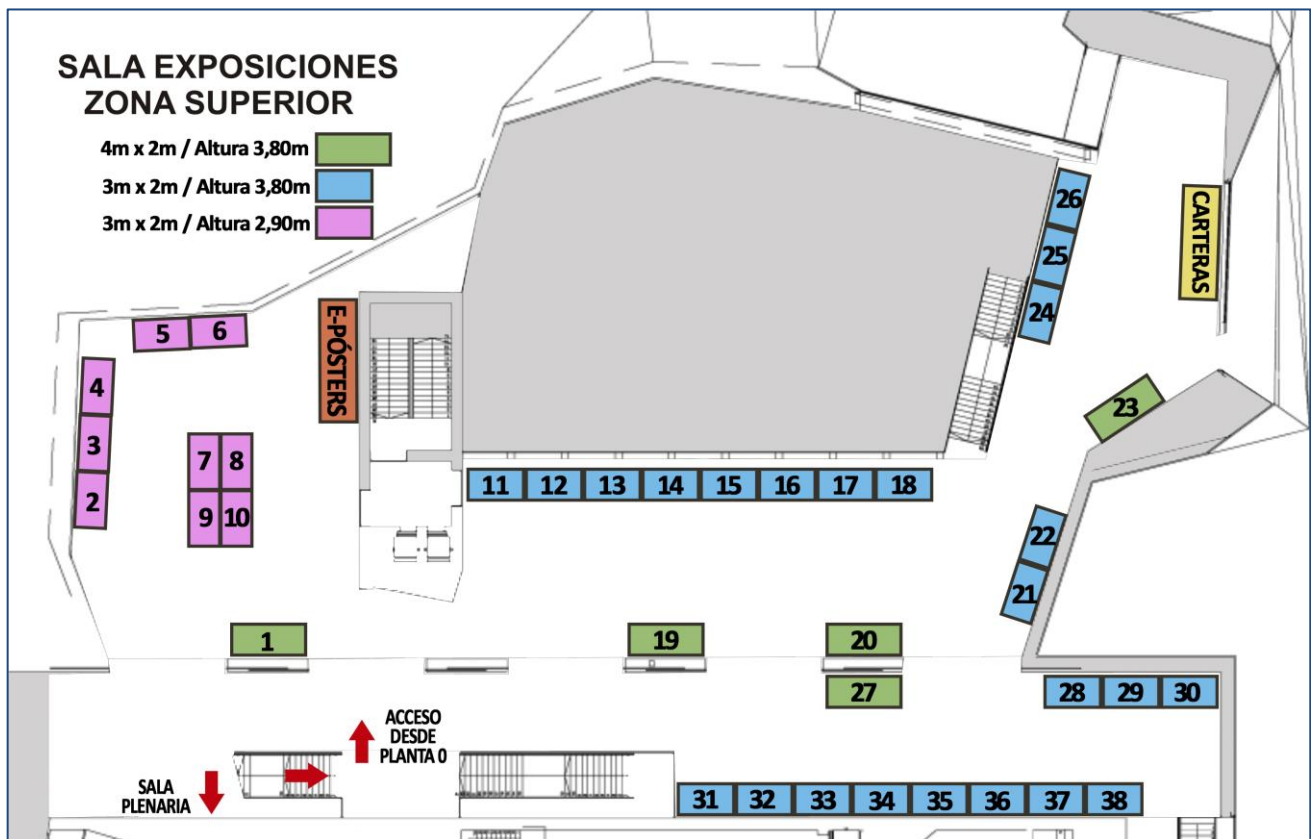 SALA EXPOSICIONES
ZONA SUPERIOR
4m x 2m / Altura 3,80m
3m x 2m / Altura 3,80m
3m x 2m / Altura 2,90m
26
25
24
CARTERAS
E-PÓSTERS
5 6
4
3
2
7 8
9 10
23
11 12 13 14 15 16 17 18
22
21
1
19
20
27
28 29 30
ACCESO
DESDE
PLANTA 0
SALA
PLENARIA
31 32 33 34 35 36 37 38